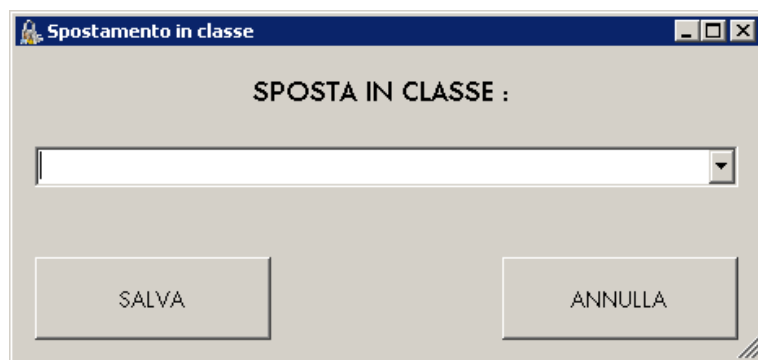 Spostamento in classe
SPOSTA IN CLASSE :
SALVA
ANNULLA